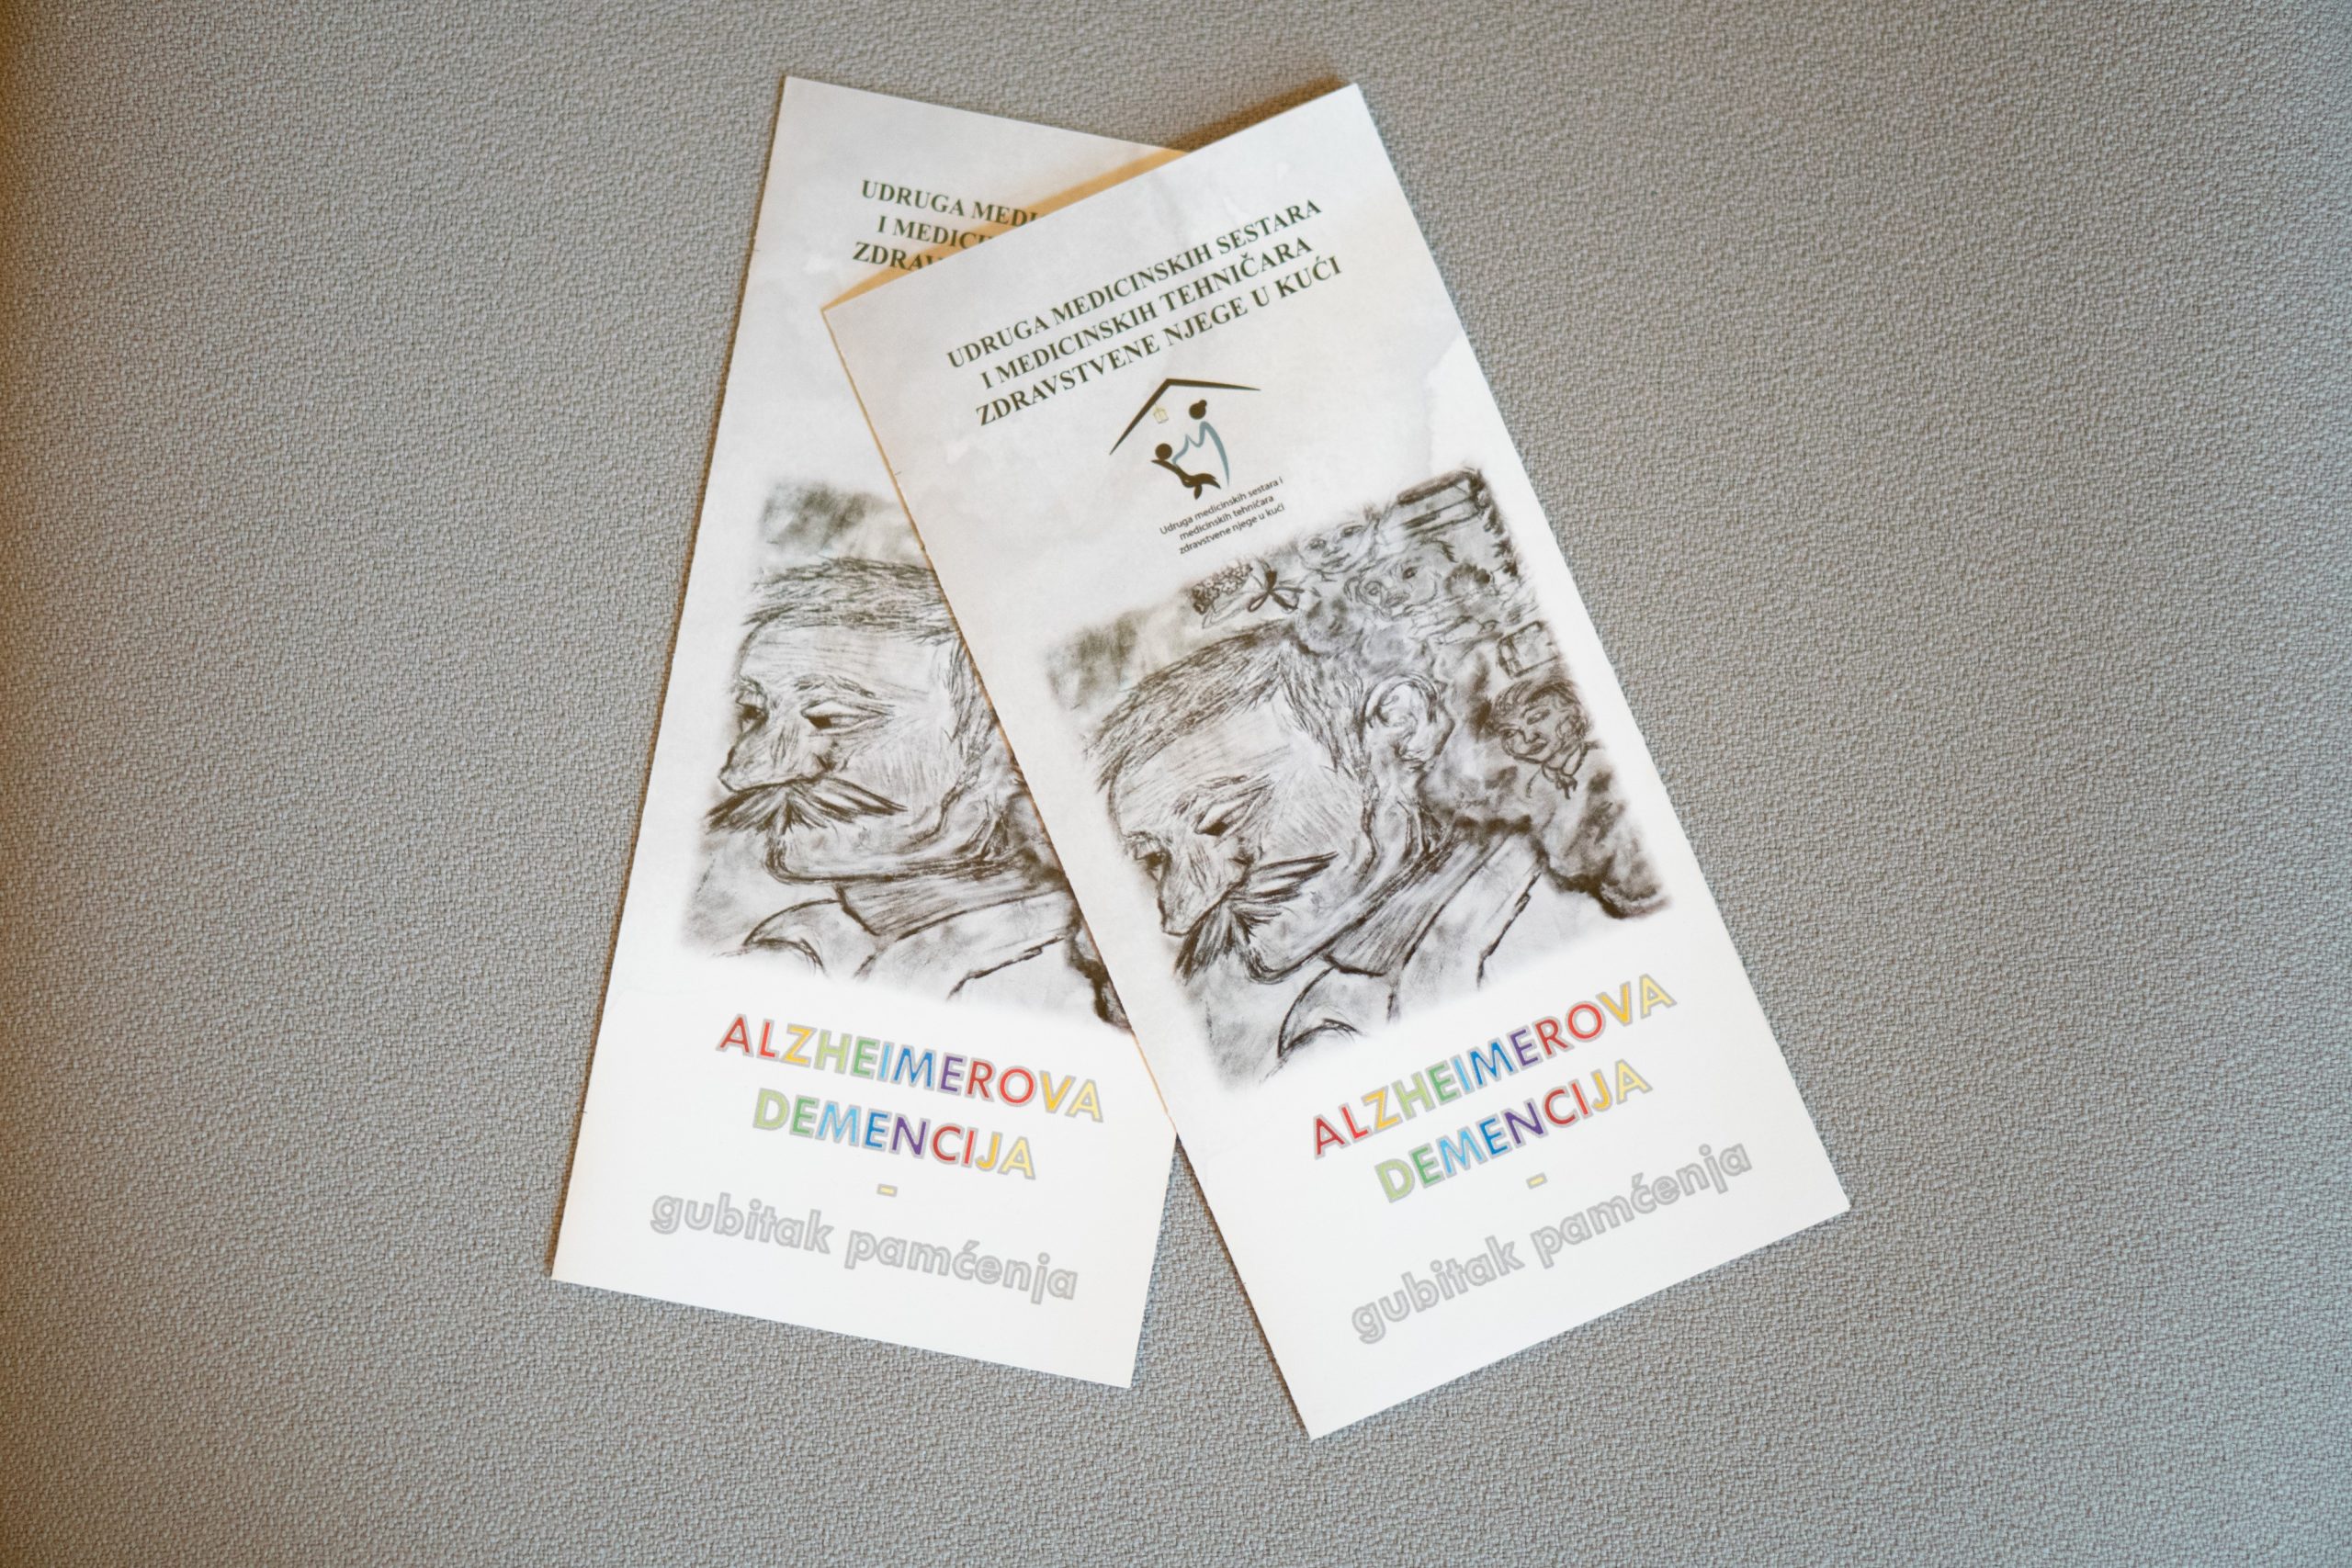 UDRUGA MEDI
I MEDICI
ZDRAV
UDRUGA MEDICINSKIH SESTARA
I MEDICINSKIH TEHNIČARA
ZDRAVSTVENE NJEGE U KUĆI
Udruga medicinskih sestara i
medicinskih tehničara
zdravstvene njege u kući
ALZHEIMEROVA
DEMENCIJA
-
gubitak pamćenja
ALZHEIMEROVA
DEMENCIJA
-
gubitak pamćenja